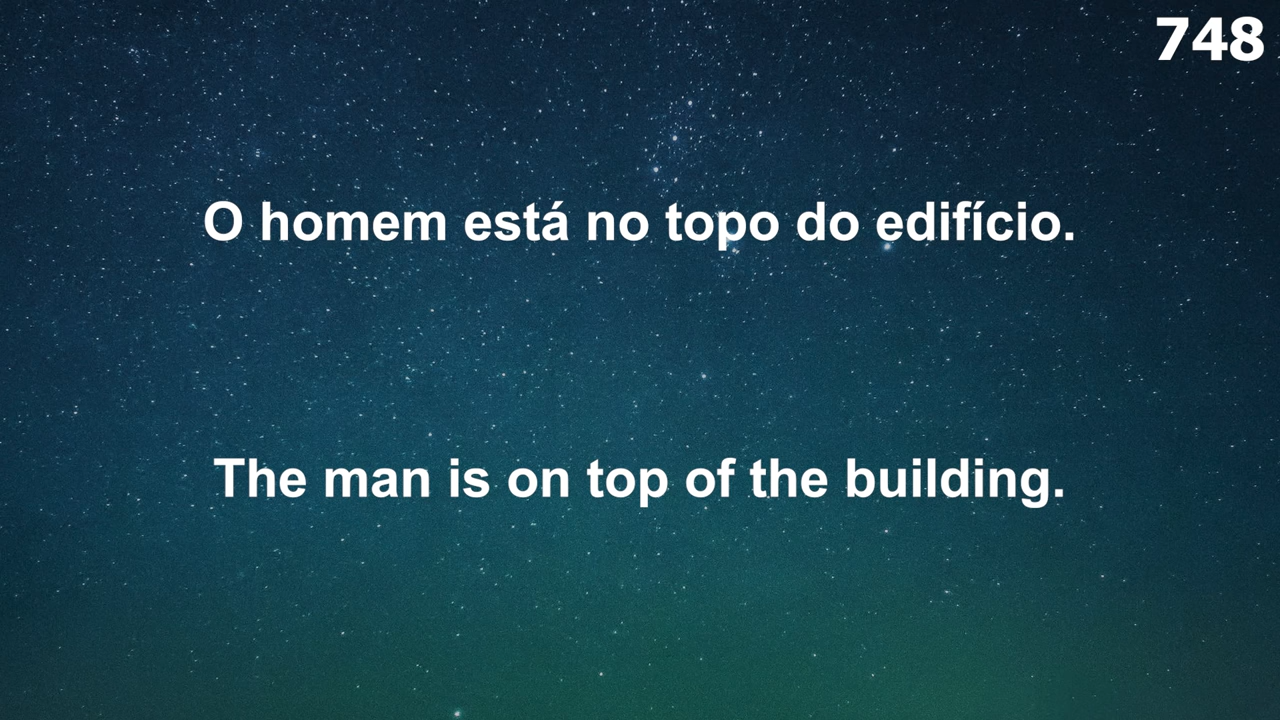 748
O homem está no topo do edifício.
The man is on top of the building.